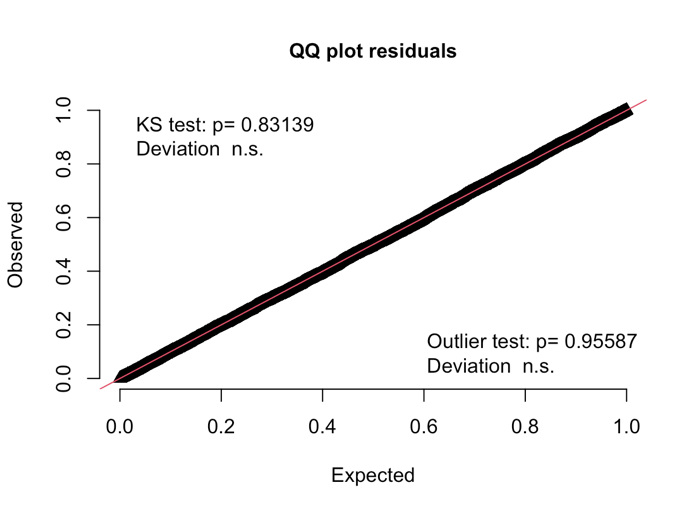 QQ plot residuals
KS test: p= 0.83139
Deviation n.s.
Outlier test: p= 0.95587
Deviation n.s.
Observed
0.0 0.2 0.4 0.6 0.8 1.0
0.0 0.2 0.4 0.6 0.8 1.0
Expected